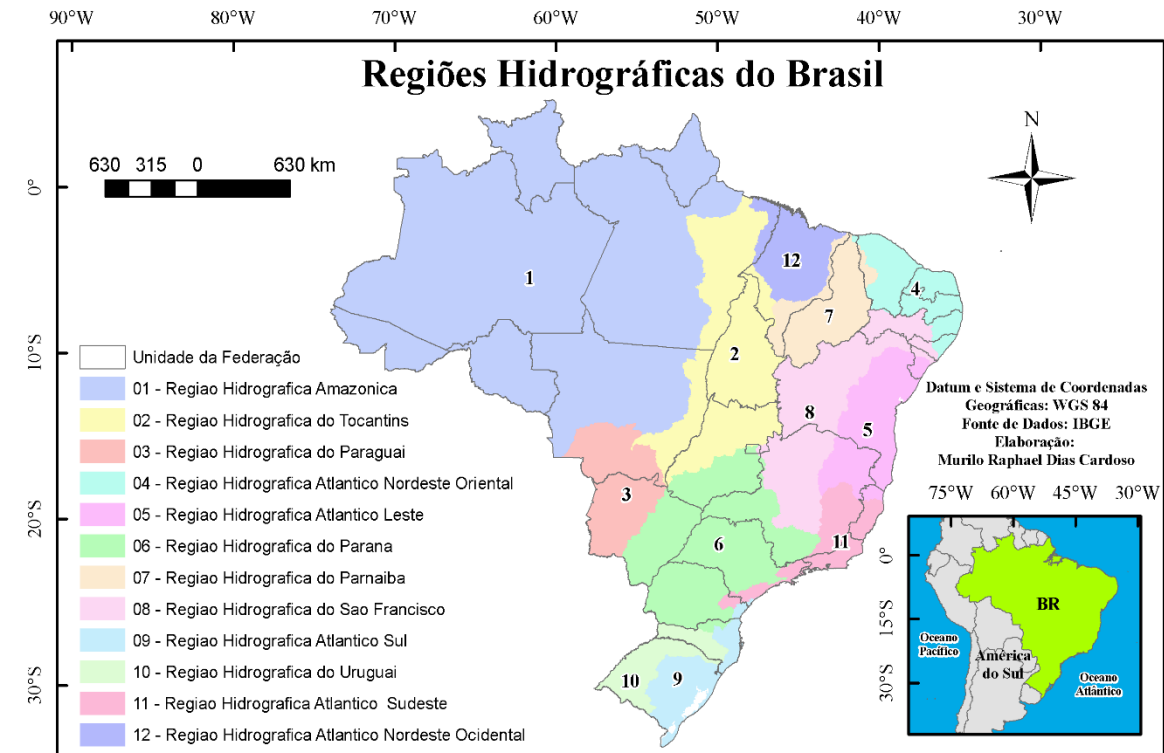 90°W 80°W 70°W 60°W 50°W 40°W 30°W
Regiões Hidrográficas do Brasil
N
630 315 0 630 km
0°
10°S
20°S
30°S
1
2
3
4
5
6
7
8
9
10
11
12
Unidade da Federação
01 - Regiao Hidrografica Amazonica
02 - Regiao Hidrografica do Tocantins
03 - Regiao Hidrografica do Paraguai
04 - Regiao Hidrografica Atlantico Nordeste Oriental
05 - Regiao Hidrografica Atlantico Leste
06 - Regiao Hidrografica do Parana
07 - Regiao Hidrografica do Parnaiba
08 - Regiao Hidrografica do Sao Francisco
09 - Regiao Hidrografica Atlantico Sul
10 - Regiao Hidrografica do Uruguai
11 - Regiao Hidrografica Atlantico Sudeste
12 - Regiao Hidrografica Atlantico Nordeste Ocidental
Datum e Sistema de Coordenadas
Geográficas: WGS 84
Fonte de Dados: IBGE
Elaboração:
Murilo Raphael Dias Cardoso
75°W 60°W 45°W 30°W
0°
15°S
30°S
BR
Oceano
Pacífico
América
do Sul
Oceano
Atlântico